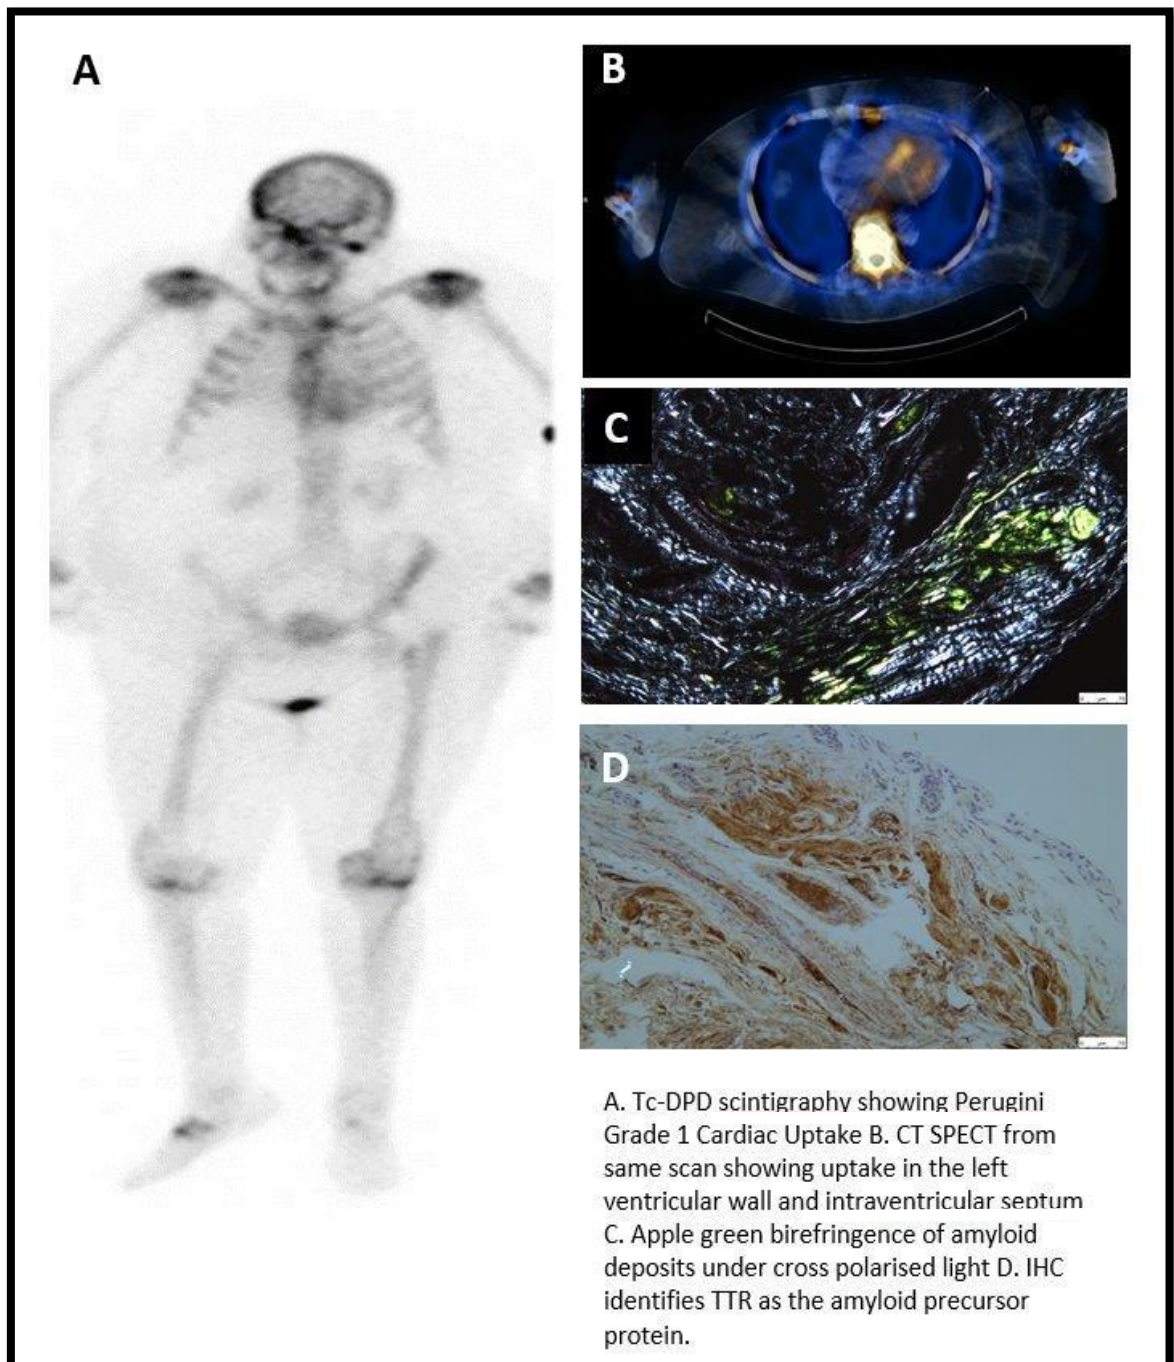 A
B
C
D
A. Tc-DPD scintigraphy showing Perugini
Grade 1 Cardiac Uptake B. CT SPECT from
same scan showing uptake in the left
ventricular wall and intraventricular septum
C. Apple green birefringence of amyloid
deposits under cross polarised light D. IHC
identifies TTR as the amyloid precursor
protein.